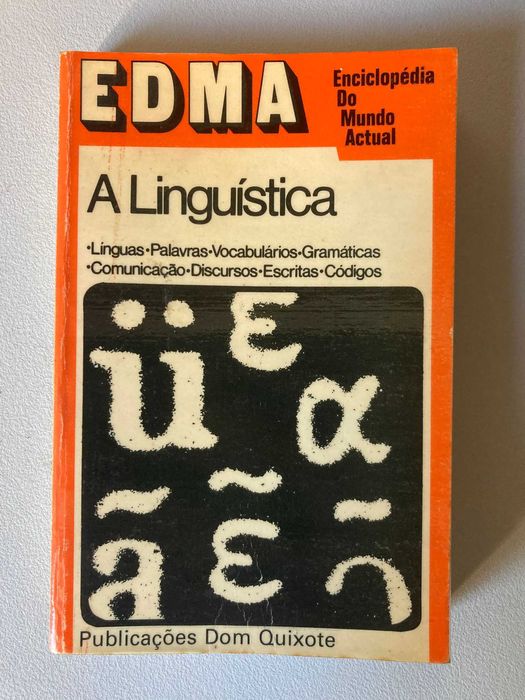 EDMA
Enciclopédia
Do
Mundo
Actual
A Linguística
•Línguas•Palavras•Vocabulários•Gramáticas
•Comunicação•Discursos•Escritas•Códigos
ü ε
α
ã ε̃ ɔ̃
Publicações Dom Quixote